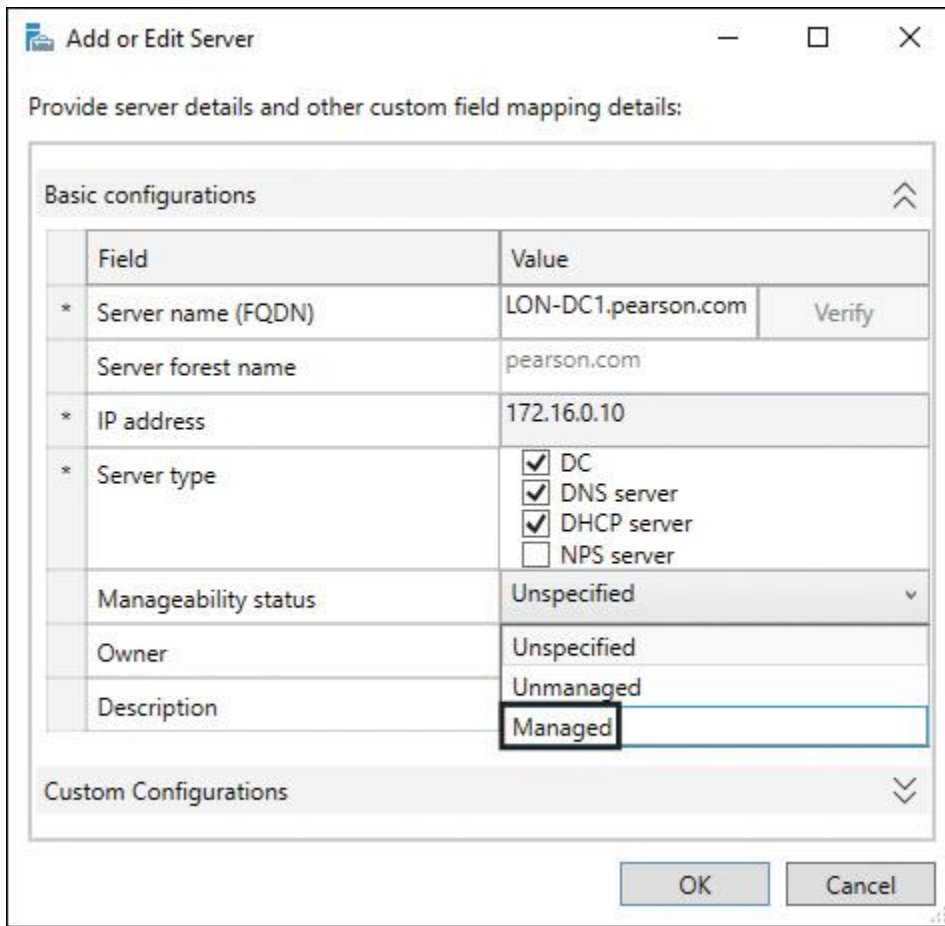 Add or Edit Server
Provide server details and other custom field mapping details:
Basic configurations
Field Value
* Server name (FQDN) LON-DC1.pearson.com Verify
Server forest name pearson.com
* IP address 172.16.0.10
* Server type DC
DNS server
DHCP server
NPS server
Manageability status Unspecified
Owner Unspecified
Unmanaged
Description
Managed
Custom Configurations
OK Cancel